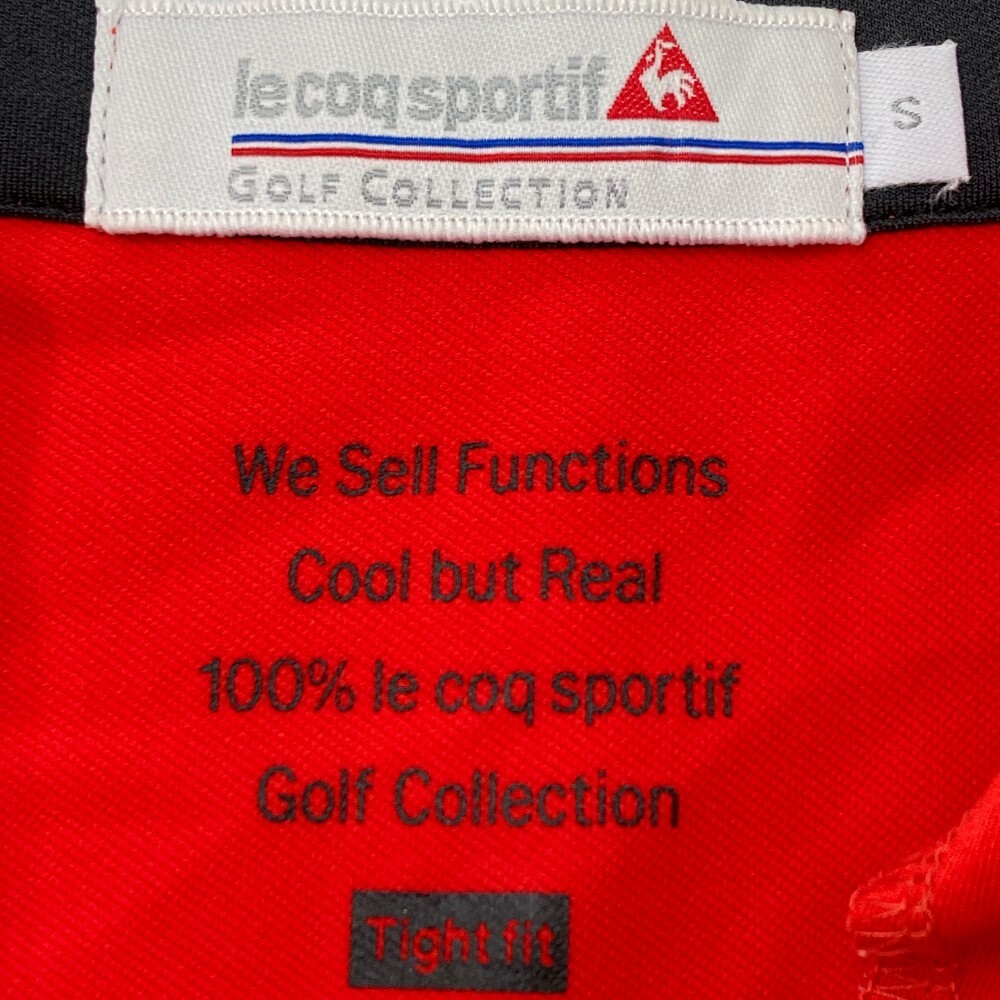 le coq sportif
GOLF COLLECTION
S
We Sell Functions
Cool but Real
100% le coq sportif
Golf Collection
Tight fit